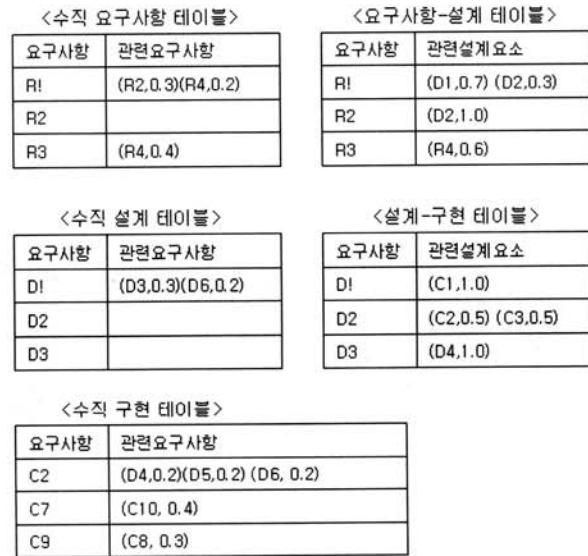 <수직 요구사항 테이블>
요구사항 관련요구사항
R! (R2,0.3)(R4,0.2)
R2
R3 (R4,0.4)
<요구사항-설계 테이블>
요구사항 관련설계요소
R! (D1,0.7) (D2,0.3)
R2 (D2,1.0)
R3 (R4,0.6)
<수직 설계 테이블>
요구사항 관련요구사항
D! (D3,0.3)(D6,0.2)
D2
D3
<설계-구현 테이블>
요구사항 관련설계요소
D! (C1,1.0)
D2 (C2,0.5) (C3,0.5)
D3 (D4,1.0)
<수직 구현 테이블>
요구사항 관련요구사항
C2 (D4,0.2)(D5,0.2) (D6, 0.2)
C7 (C10, 0.4)
C9 (C8, 0.3)